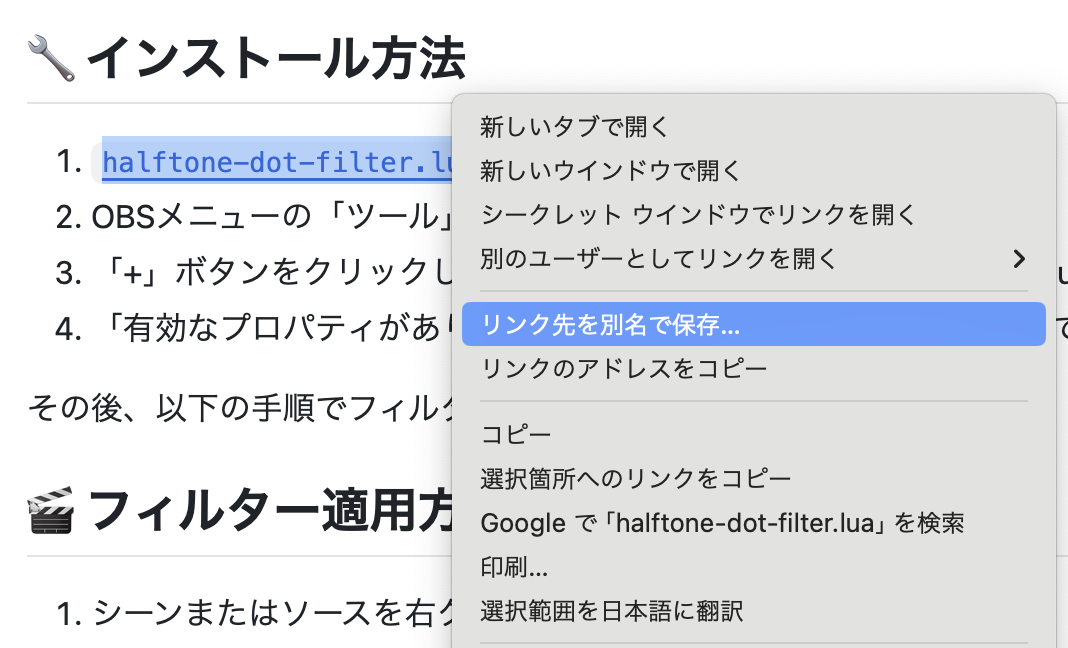 インストール方法
1. halftone-dot-filter.lu
2. OBSメニューの「ツール」
3. 「+」ボタンをクリックし
4. 「有効なプロパティがあり
その後、以下の手順でフィルタ
フィルター適用方
1. シーンまたはソースを右ク
新しいタブで開く
新しいウインドウで開く
シークレット ウインドウでリンクを開く
別のユーザーとしてリンクを開く
リンク先を別名で保存...
リンクのアドレスをコピー
コピー
選択箇所へのリンクをコピー
Google で「halftone-dot-filter.lua」を検索
印刷...
選択範囲を日本語に翻訳